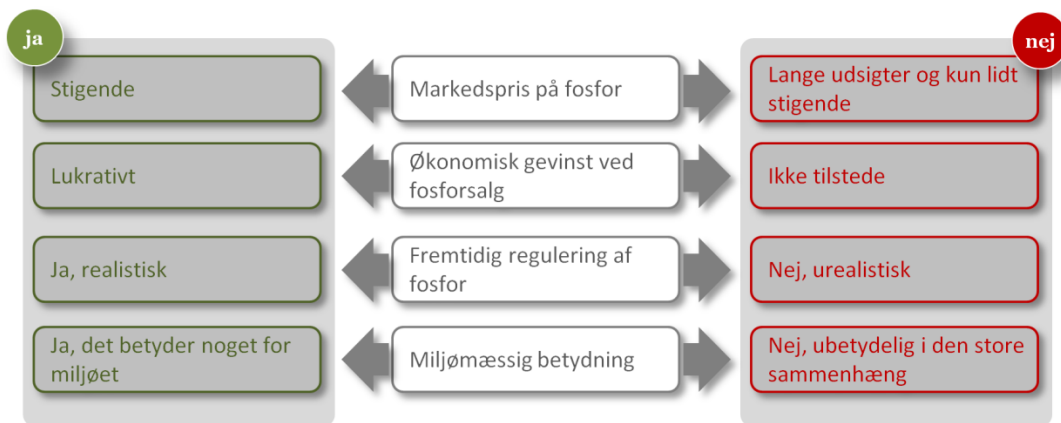 ja
nej
Stigende
Markedspris på fosfor
Lange udsigter og kun lidt
stigende
Lukrativt
Økonomisk gevinst ved
fosforsalg
Ikke tilstede
Ja, realistisk
Fremtidig regulering af
fosfor
Nej, urealistisk
Ja, det betyder noget for
miljøet
Miljømæssig betydning
Nej, ubetydelig i den store
sammenhæng